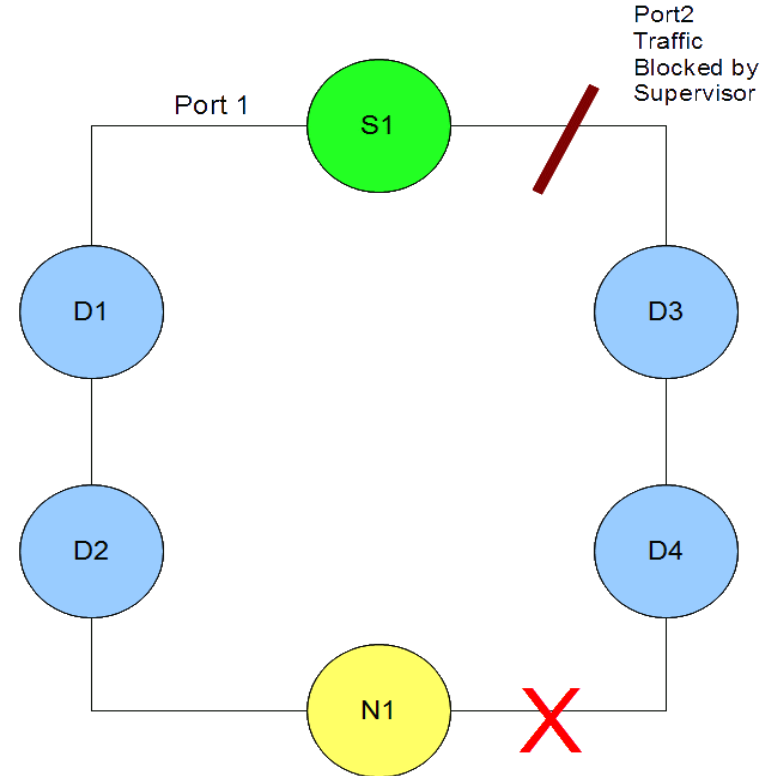 Port2
Traffic
Blocked by
Supervisor
Port 1
S1
D1
D3
D2
D4
N1
X